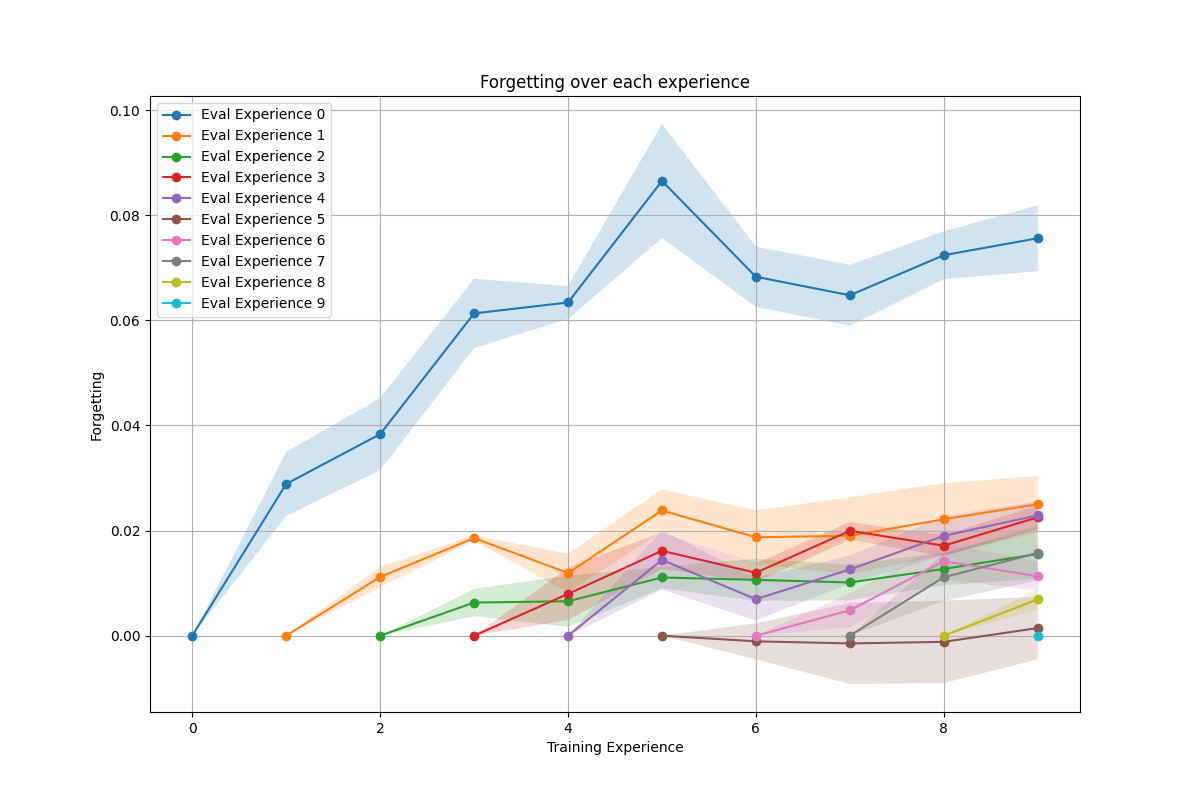 Forgetting over each experience
0.10
0.08
0.06
0.04
0.02
0.00
Forgetting
Eval Experience 0
Eval Experience 1
Eval Experience 2
Eval Experience 3
Eval Experience 4
Eval Experience 5
Eval Experience 6
Eval Experience 7
Eval Experience 8
Eval Experience 9
0 2 4 6 8
Training Experience